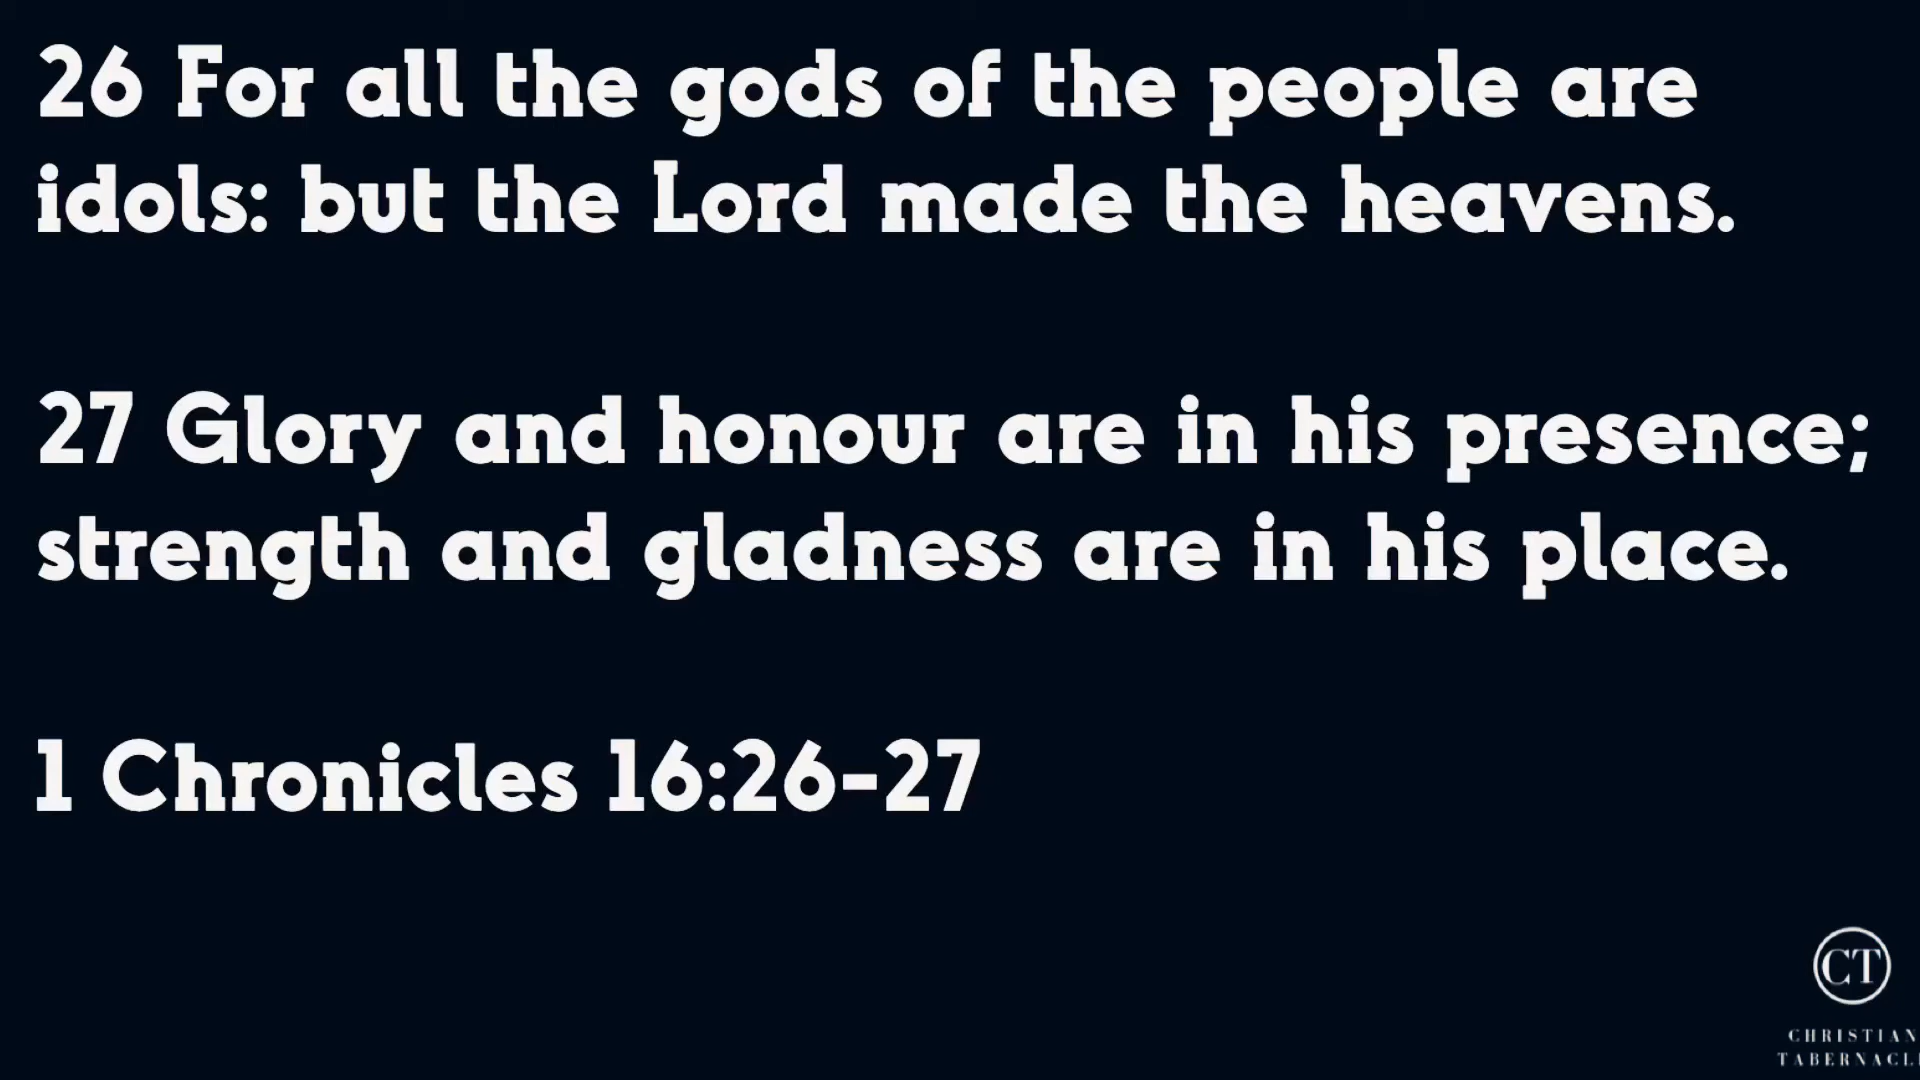 26 For all the gods of the people are
idols: but the Lord made the heavens.
27 Glory and honour are in his presence;
strength and gladness are in his place.
1 Chronicles 16:26-27
CT
CHRISTIAN
TABERNACL